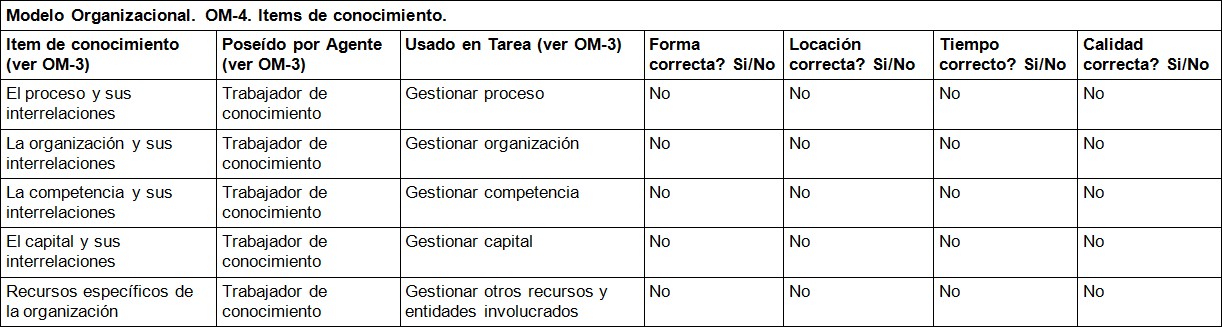 Modelo Organizacional. OM-4. Items de conocimiento.
Item de conocimiento (ver OM-3) Poseído por Agente (ver OM-3) Usado en Tarea (ver OM-3) Forma correcta? Si/No Locación correcta? Si/No Tiempo correcto? Si/No Calidad correcta? Si/No
El proceso y sus interrelaciones Trabajador de conocimiento Gestionar proceso No No No No
La organización y sus interrelaciones Trabajador de conocimiento Gestionar organización No No No No
La competencia y sus interrelaciones Trabajador de conocimiento Gestionar competencia No No No No
El capital y sus interrelaciones Trabajador de conocimiento Gestionar capital No No No No
Recursos específicos de la organización Trabajador de conocimiento Gestionar otros recursos y entidades involucrados No No No No